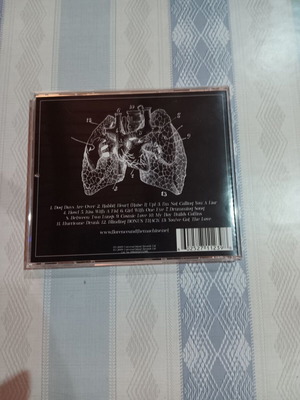 1. Dog Days Are Over 2. Rabbit Heart (Raise It Up) 3. I'm Not Calling You A Liar
4. Howl 5. Kiss With A Fist 6. Girl With One Eye 7. Drumming Song
8. Between Two Lungs 9. Cosmic Love 10. My Boy Builds Coffins
11. Hurricane Drunk 12. Blinding BONUS TRACK 13. You've Got The Love
www.florenceandthemachine.net